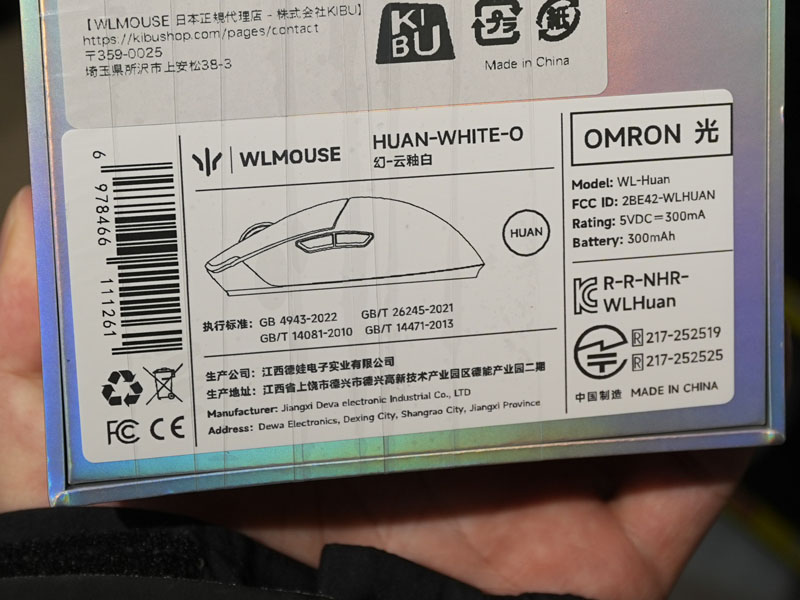 【WLMOUSE 日本正規代理店 - 株式会社KIBU】
https://kibushop.com/pages/contact
〒359-0025
埼玉県所沢市上安松38-3
KI
BU
紙
Made in China
WLMOUSE
HUAN-WHITE-O
幻-云釉白
OMRON 光
Model: WL-Huan
FCC ID: 2BE42-WLHUAN
Rating: 5VDC⎓300mA
Battery: 300mAh
HUAN
6 978466 111261
执行标准: GB 4943-2022 GB/T 26245-2021
GB/T 14081-2010 GB/T 14471-2013
R-R-NHR-
WLHuan
R 217-252519
R 217-252525
中国制造 MADE IN CHINA
生产公司: 江西德娃电子实业有限公司
生产地址: 江西省上饶市德兴市德兴高新技术产业园区德能产业园二期
Manufacturer: Jiangxi Deva electronic Industrial Co., LTD
Address: Dewa Electronics, Dexing City, Shangrao City, Jiangxi Province
FC CE